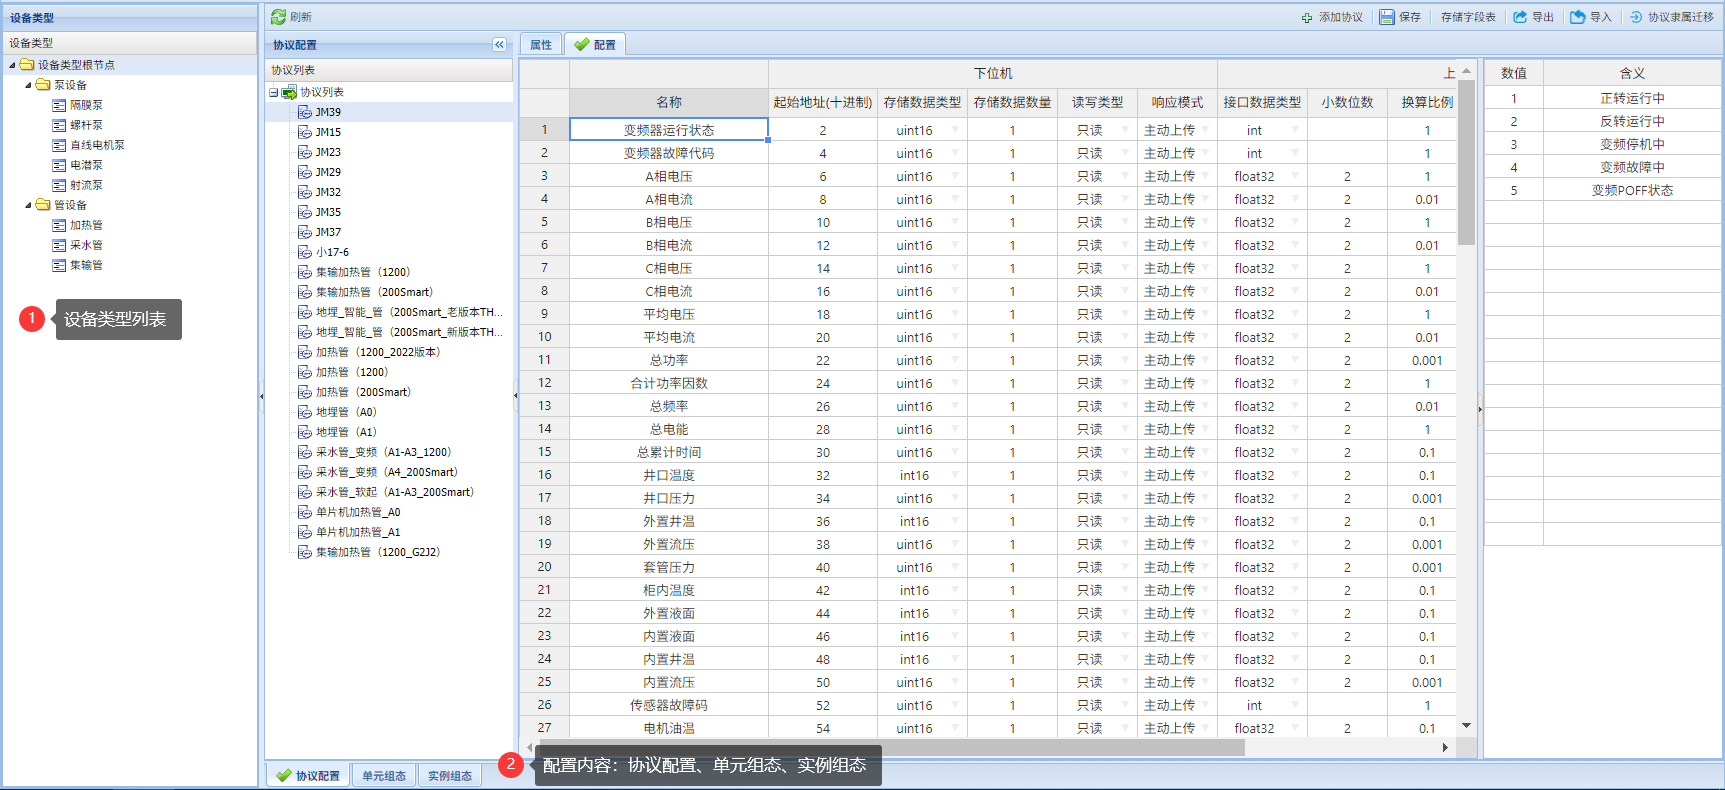 设备类型
设备类型
设备类型根节点
泵设备
隔膜泵
螺杆泵
直线电机泵
电潜泵
射流泵
管设备
加热管
采水管
集输管
1 设备类型列表
刷新
添加协议 保存 存储字段表 导出 导入 协议隶属迁移
协议配置
协议列表
协议列表
JM39
JM15
JM23
JM29
JM32
JM35
JM37
小17-6
集输加热管（1200）
集输加热管（200Smart）
地埋_智能_管（200Smart_老版本TH...
地埋_智能_管（200Smart_新版本TH...
加热管（1200_2022版本）
加热管（1200）
加热管（200Smart）
地埋管（A0）
地埋管（A1）
采水管_变频（A1-A3_1200）
采水管_变频（A4_200Smart）
采水管_软起（A1-A3_200Smart）
单片机加热管_A0
单片机加热管_A1
集输加热管（1200_G2J2）
属性 配置
下位机 上
名称 起始地址(十进制) 存储数据类型 存储数据数量 读写类型 响应模式 接口数据类型 小数位数 换算比例
1 变频器运行状态 2 uint16 1 只读 主动上传 int 1
2 变频器故障代码 4 uint16 1 只读 主动上传 int 1
3 A相电压 6 uint16 1 只读 主动上传 float32 2 1
4 A相电流 8 uint16 1 只读 主动上传 float32 2 0.01
5 B相电压 10 uint16 1 只读 主动上传 float32 2 1
6 B相电流 12 uint16 1 只读 主动上传 float32 2 0.01
7 C相电压 14 uint16 1 只读 主动上传 float32 2 1
8 C相电流 16 uint16 1 只读 主动上传 float32 2 0.01
9 平均电压 18 uint16 1 只读 主动上传 float32 2 1
10 平均电流 20 uint16 1 只读 主动上传 float32 2 0.01
11 总功率 22 uint16 1 只读 主动上传 float32 2 0.001
12 合计功率因数 24 uint16 1 只读 主动上传 float32 2 1
13 总频率 26 uint16 1 只读 主动上传 float32 2 0.01
14 总电能 28 uint16 1 只读 主动上传 float32 2 1
15 总累计时间 30 uint16 1 只读 主动上传 float32 2 0.1
16 井口温度 32 int16 1 只读 主动上传 float32 2 0.1
17 井口压力 34 uint16 1 只读 主动上传 float32 2 0.001
18 外置井温 36 int16 1 只读 主动上传 float32 2 0.1
19 外置流压 38 uint16 1 只读 主动上传 float32 2 0.001
20 套管压力 40 uint16 1 只读 主动上传 float32 2 0.001
21 柜内温度 42 int16 1 只读 主动上传 float32 2 0.1
22 外置液面 44 int16 1 只读 主动上传 float32 2 0.1
23 内置液面 46 int16 1 只读 主动上传 float32 2 0.1
24 内置井温 48 int16 1 只读 主动上传 float32 2 0.1
25 内置流压 50 uint16 1 只读 主动上传 float32 2 0.001
26 传感器故障码 52 uint16 1 只读 主动上传 int 1
27 电机油温 54 uint16 1 只读 主动上传 float32 2 0.1
数值 含义
1 正转运行中
2 反转运行中
3 变频停机中
4 变频故障中
5 变频POFF状态
协议配置 单元组态 实例组态
2 配置内容：协议配置、单元组态、实例组态